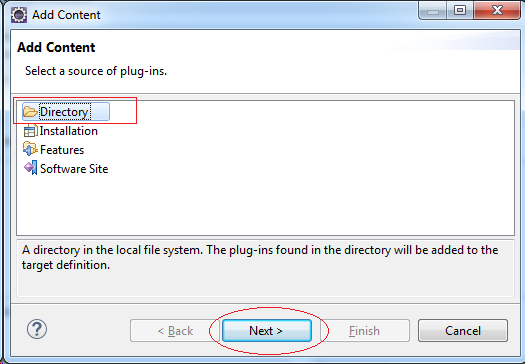 Add Content
Add Content
Select a source of plug-ins.
Directory
Installation
Features
Software Site
A directory in the local file system. The plug-ins found in the directory will be added to the
target definition.
? < Back Next > Finish Cancel